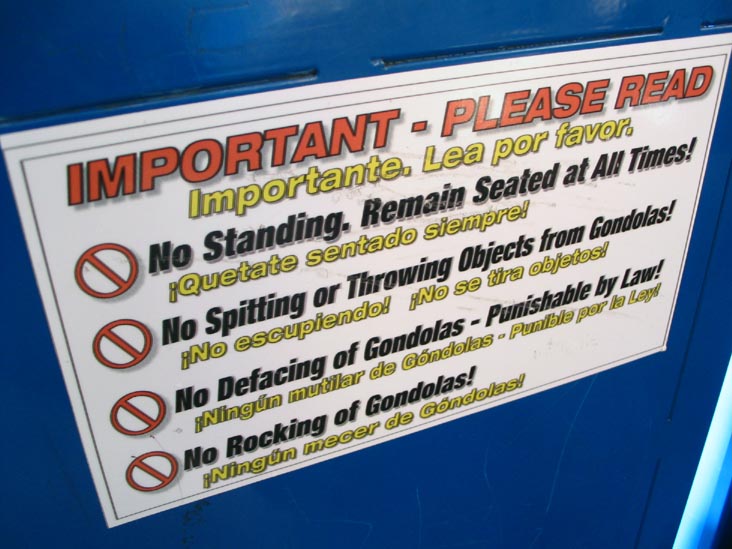 IMPORTANT - PLEASE READ
Importante. Lea por favor.
No Standing. Remain Seated at All Times!
¡Quetate sentado siempre!
No Spitting or Throwing Objects from Gondolas!
¡No escupiendo! ¡No se tira objetos!
No Defacing of Gondolas - Punishable by Law!
¡Ningún mutilar de Góndolas - Punible por la Ley!
No Rocking of Gondolas!
¡Ningún mecer de Góndolas!